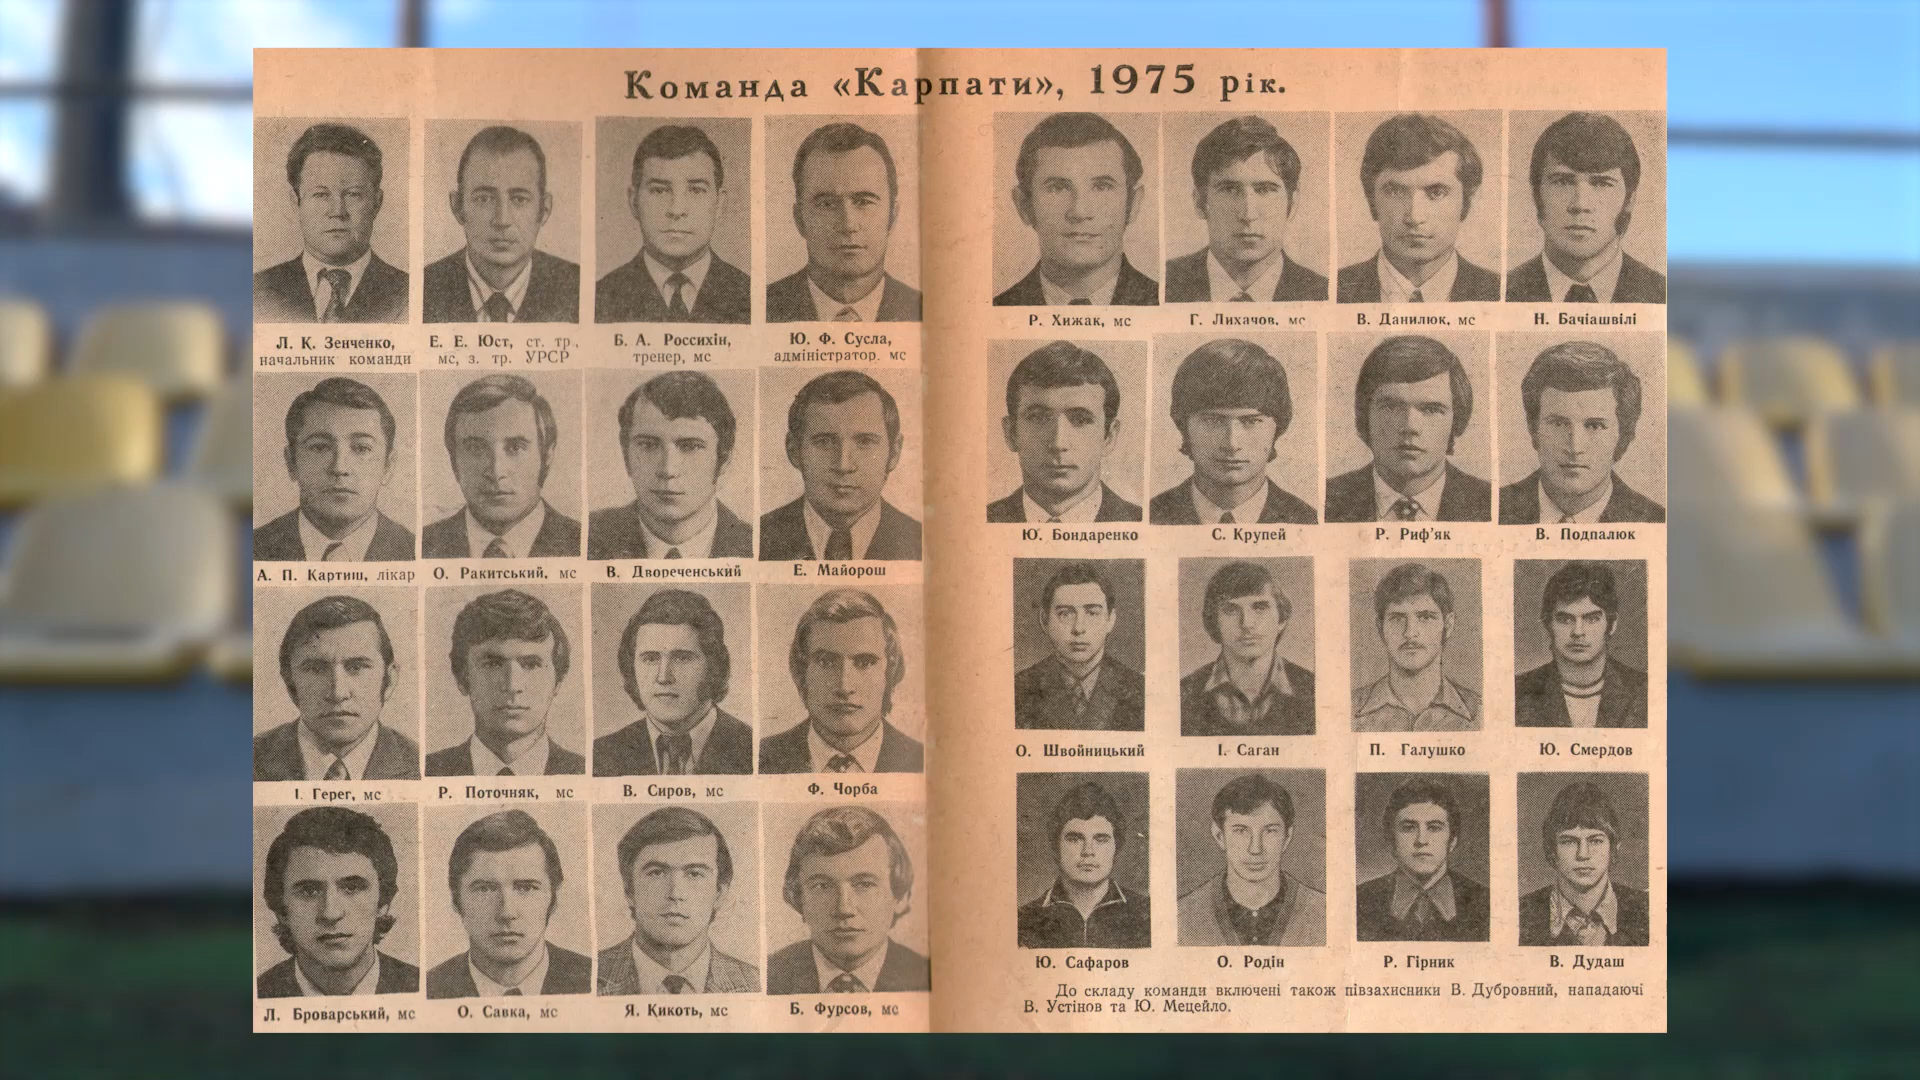 Команда «Карпати», 1975 рік.
Л. К. Зенченко,
начальник команди
Е. Е. Юст, ст. тр.,
мс, з. тр. УРСР
Б. А. Россихін,
тренер, мс
Ю. Ф. Сусла,
адміністратор. мс
А. П. Картиш, лікар
О. Ракитський, мс
В. Двореченський
Е. Майорош
І. Герег, мс
Р. Поточняк, мс
В. Сиров, мс
Ф. Чорба
Л. Броварський, мс
О. Савка, мс
Я. Кикоть, мс
Б. Фурсов, мс
Р. Хижак, мс
Г. Лихачов, мс
В. Данилюк, мс
Н. Бачіашвілі
Ю. Бондаренко
С. Крупей
Р. Риф'як
В. Подпалюк
О. Швойницький
І. Саган
П. Галушко
Ю. Смердов
Ю. Сафаров
О. Родін
Р. Гірник
В. Дудаш
До складу команди включені також півзахисники В. Дубровний, нападаючі
В. Устінов та Ю. Мецейло.